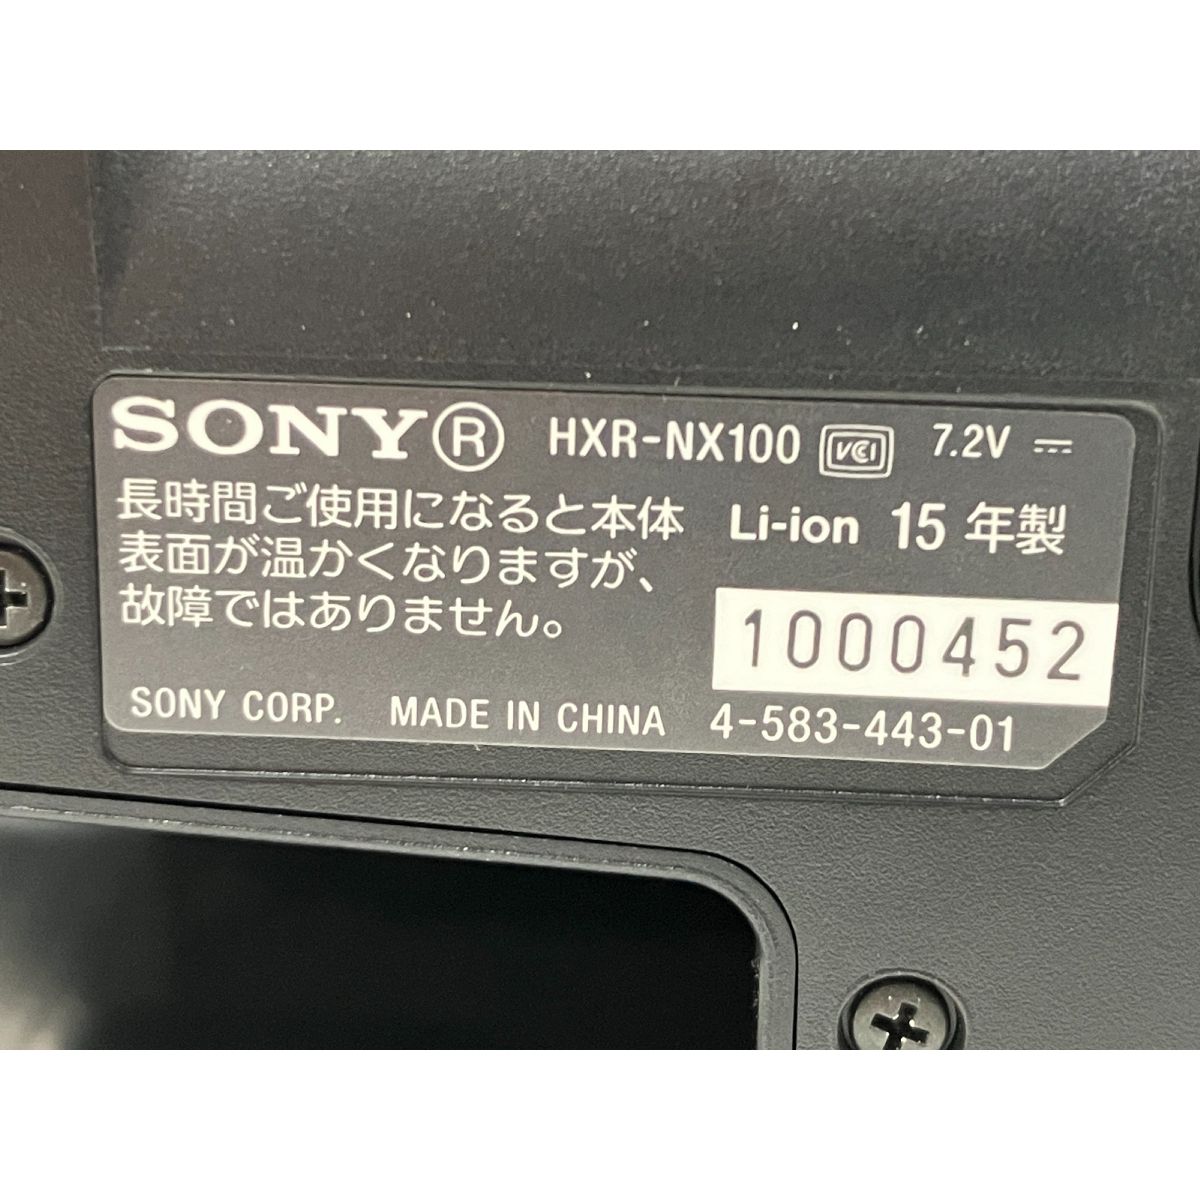 SONY® HXR-NX100 VCCI 7.2V ⎓
長時間ご使用になると本体
表面が温かくなりますが、
故障ではありません。
Li-ion 15年製
1000452
SONY CORP. MADE IN CHINA 4-583-443-01